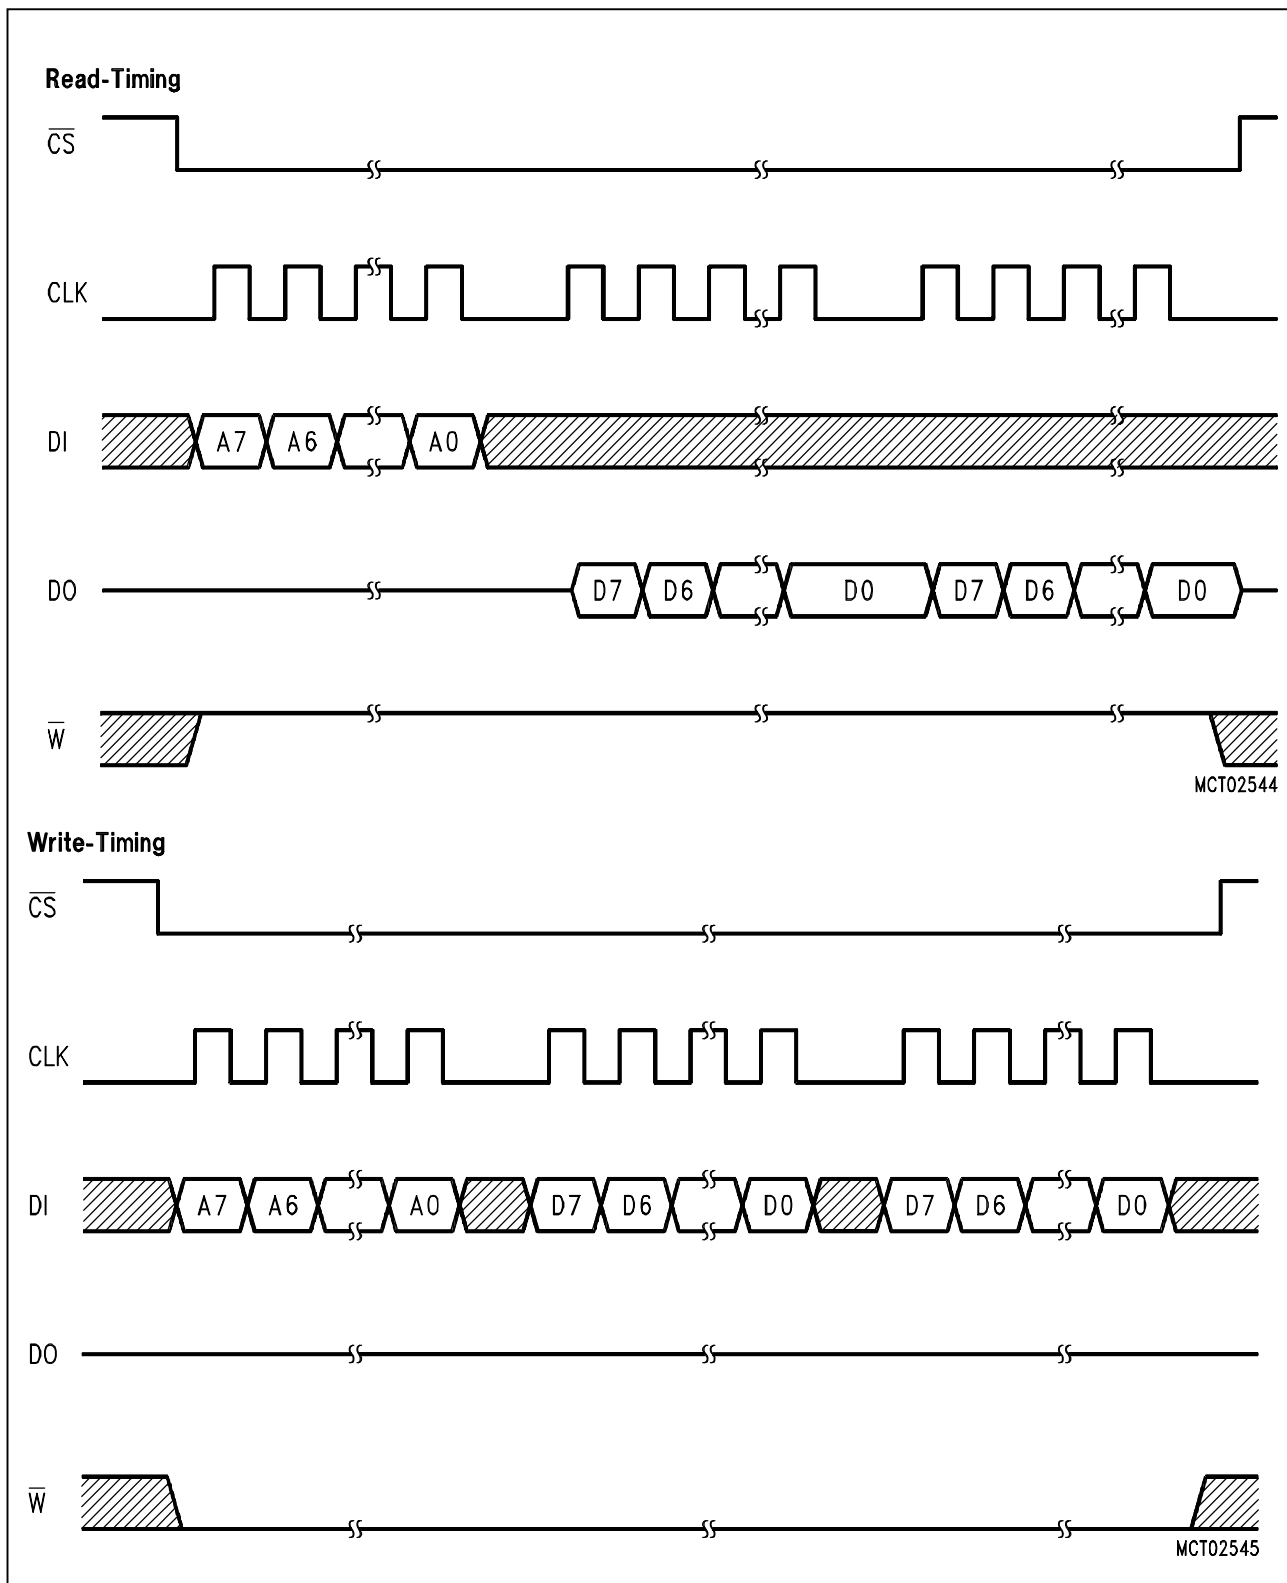 Read-Timing
CS
CLK
DI A7 A6 A0
DO D7 D6 D0 D7 D6 D0
W
MCT02544
Write-Timing
CS
CLK
DI A7 A6 A0 D7 D6 D0 D7 D6 D0
DO
W
MCT02545